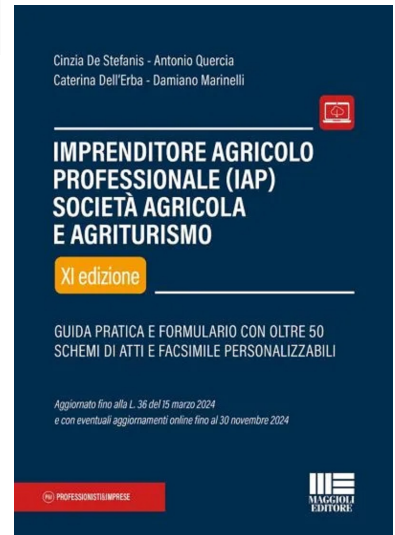 Cinzia De Stefanis - Antonio Quercia
Caterina Dell'Erba - Damiano Marinelli
IMPRENDITORE AGRICOLO
PROFESSIONALE (IAP)
SOCIETÀ AGRICOLA
E AGRITURISMO
XI edizione
GUIDA PRATICA E FORMULARIO CON OLTRE 50
SCHEMI DI ATTI E FACSIMILE PERSONALIZZABILI
Aggiornato fino alla L. 36 del 15 marzo 2024
e con eventuali aggiornamenti online fino al 30 novembre 2024
P&I PROFESSIONISTI&IMPRESE
MAGGIOLI
EDITORE